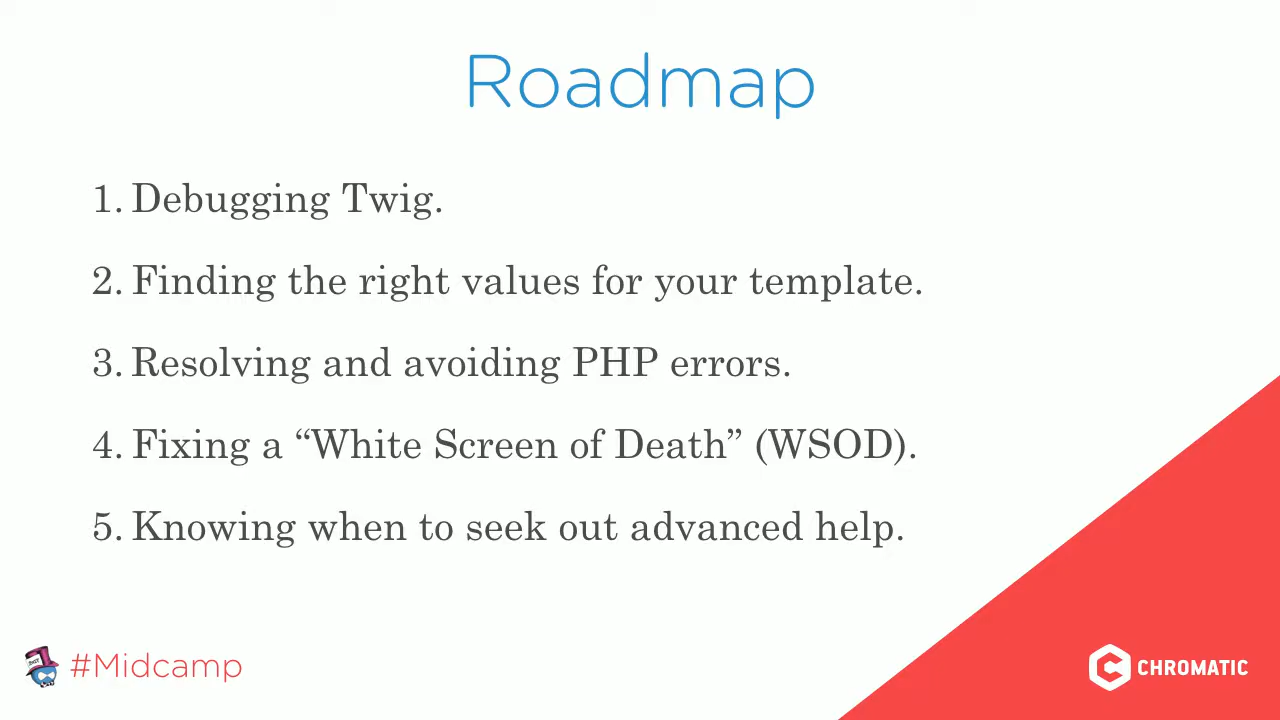 Roadmap
1. Debugging Twig.
2. Finding the right values for your template.
3. Resolving and avoiding PHP errors.
4. Fixing a “White Screen of Death” (WSOD).
5. Knowing when to seek out advanced help.
#Midcamp
CHROMATIC